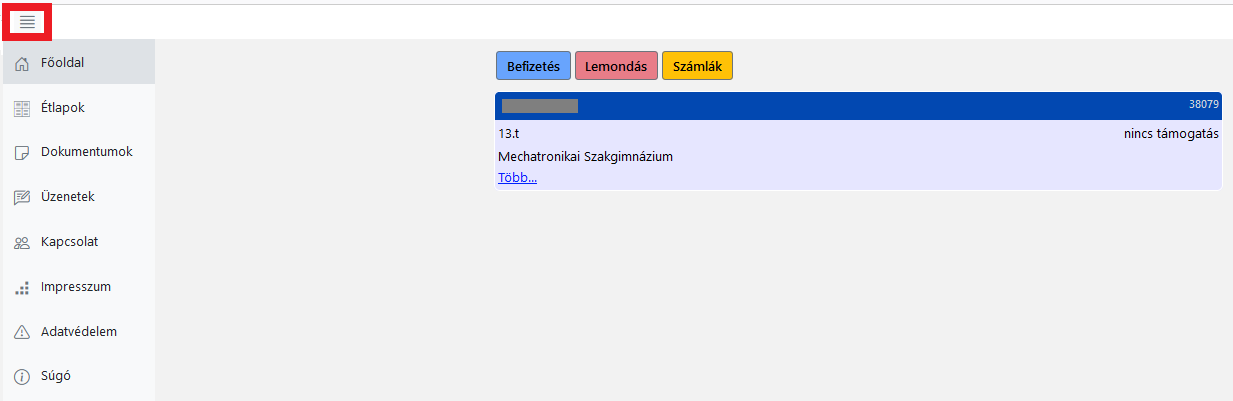 Főoldal
Étlapok
Dokumentumok
Üzenetek
Kapcsolat
Impresszum
Adatvédelem
Súgó
Befizetés Lemondás Számlák
38079
13.t nincs támogatás
Mechatronikai Szakgimnázium
Több...